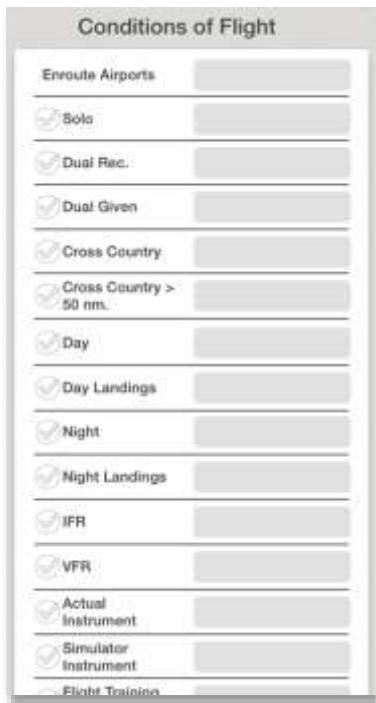 Conditions of Flight
Enroute Airports
Solo
Dual Rec.
Dual Given
Cross Country
Cross Country >
50 nm.
Day
Day Landings
Night
Night Landings
IFR
VFR
Actual
Instrument
Simulator
Instrument
Flight Training